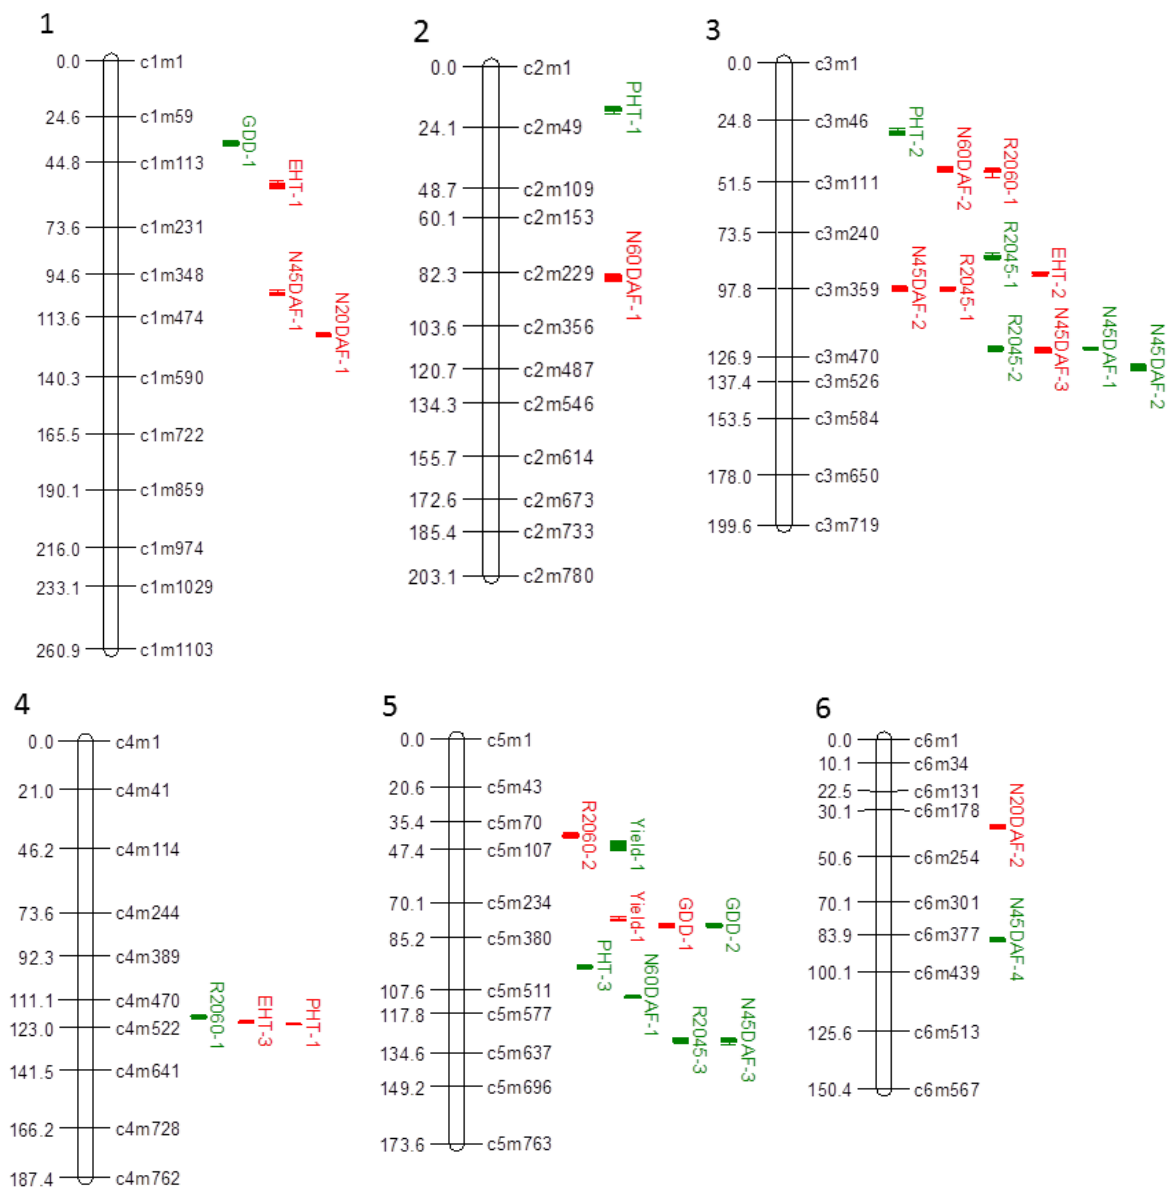 1
0.0 c1m1
24.6 c1m59
44.8 c1m113
73.6 c1m231
94.6 c1m348
113.6 c1m474
140.3 c1m590
165.5 c1m722
190.1 c1m859
216.0 c1m974
233.1 c1m1029
260.9 c1m1103
GDD-1
EHT-1
N45DAF-1
N20DAF-1
2
0.0 c2m1
24.1 c2m49
48.7 c2m109
60.1 c2m153
82.3 c2m229
103.6 c2m356
120.7 c2m487
134.3 c2m546
155.7 c2m614
172.6 c2m673
185.4 c2m733
203.1 c2m780
PHT-1
N60DAF-1
3
0.0 c3m1
24.8 c3m46
51.5 c3m111
73.5 c3m240
97.8 c3m359
126.9 c3m470
137.4 c3m526
153.5 c3m584
178.0 c3m650
199.6 c3m719
PHT-2
N60DAF-2
R2060-1
R2045-1
EHT-2
N45DAF-2
R2045-1
R2045-2
N45DAF-3
N45DAF-1
N45DAF-2
4
0.0 c4m1
21.0 c4m41
46.2 c4m114
73.6 c4m244
92.3 c4m389
111.1 c4m470
123.0 c4m522
141.5 c4m641
166.2 c4m728
187.4 c4m762
R2060-1
EHT-3
PHT-1
5
0.0 c5m1
20.6 c5m43
35.4 c5m70
47.4 c5m107
70.1 c5m234
85.2 c5m380
107.6 c5m511
117.8 c5m577
134.6 c5m637
149.2 c5m696
173.6 c5m763
R2060-2
Yield-1
Yield-1
GDD-1
GDD-2
PHT-3
N60DAF-1
R2045-3
N45DAF-3
6
0.0 c6m1
10.1 c6m34
22.5 c6m131
30.1 c6m178
50.6 c6m254
70.1 c6m301
83.9 c6m377
100.1 c6m439
125.6 c6m513
150.4 c6m567
N20DAF-2
N45DAF-4